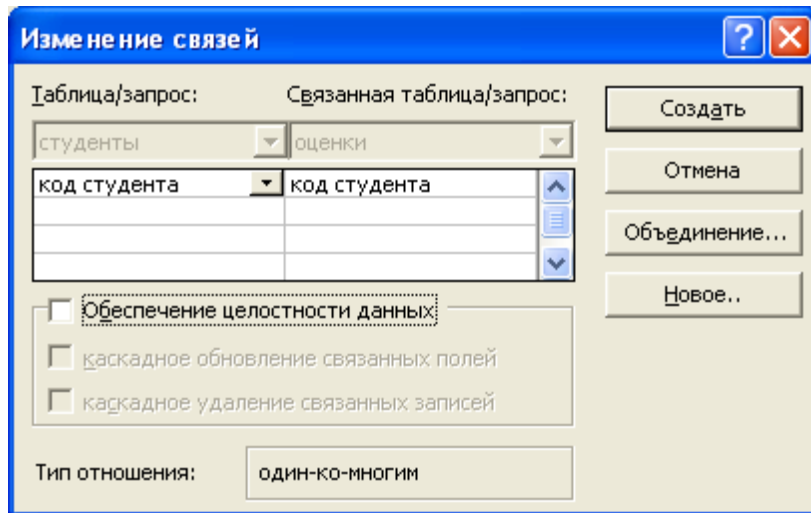 Изменение связей
Таблица/запрос: Связанная таблица/запрос:
студенты оценки
код студента код студента
Обеспечение целостности данных
каскадное обновление связанных полей
каскадное удаление связанных записей
Тип отношения: один-ко-многим
Создать
Отмена
Объединение...
Новое..